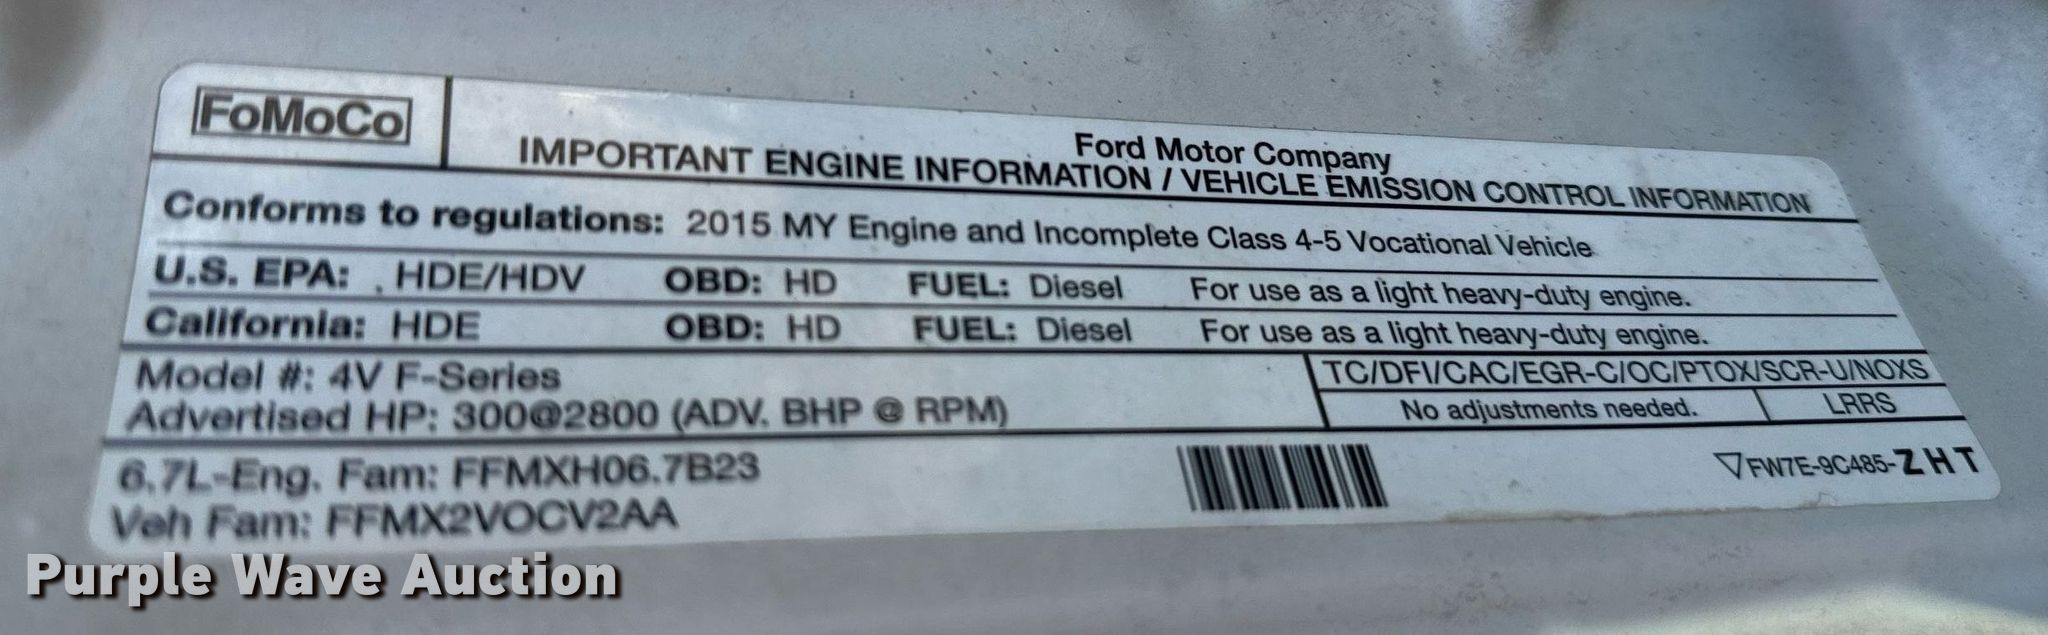 FoMoCo
Ford Motor Company
IMPORTANT ENGINE INFORMATION / VEHICLE EMISSION CONTROL INFORMATION
Conforms to regulations: 2015 MY Engine and Incomplete Class 4-5 Vocational Vehicle
U.S. EPA: HDE/HDV OBD: HD FUEL: Diesel For use as a light heavy-duty engine.
California: HDE OBD: HD FUEL: Diesel For use as a light heavy-duty engine.
Model #: 4V F-Series
TC/DFI/CAC/EGR-C/OC/PTOX/SCR-U/NOXS
Advertised HP: 300@2800 (ADV. BHP @ RPM)
No adjustments needed. LRRS
6.7L-Eng. Fam: FFMXH06.7B23
FW7E-9C485-ZHT
Veh Fam: FFMX2VOCV2AA
Purple Wave Auction